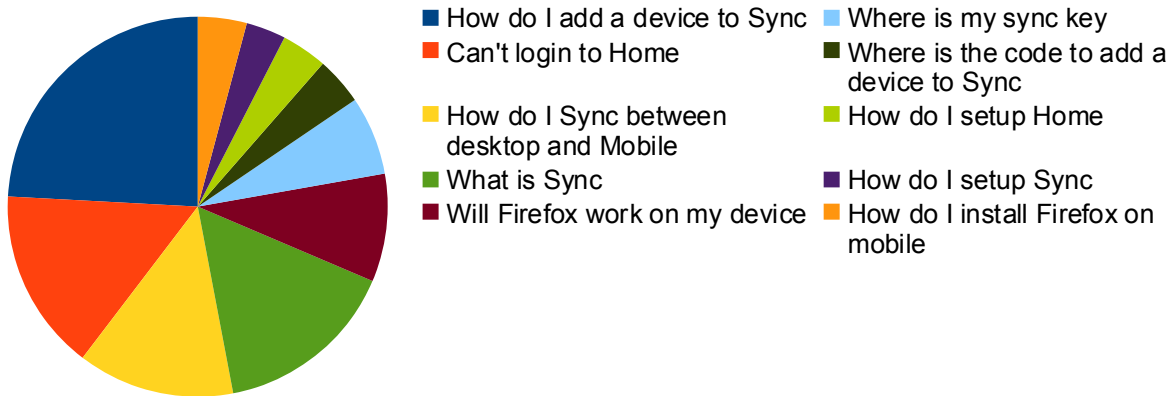 How do I add a device to Sync
Can't login to Home
How do I Sync between
desktop and Mobile
What is Sync
Will Firefox work on my device
Where is my sync key
Where is the code to add a
device to Sync
How do I setup Home
How do I setup Sync
How do I install Firefox on
mobile